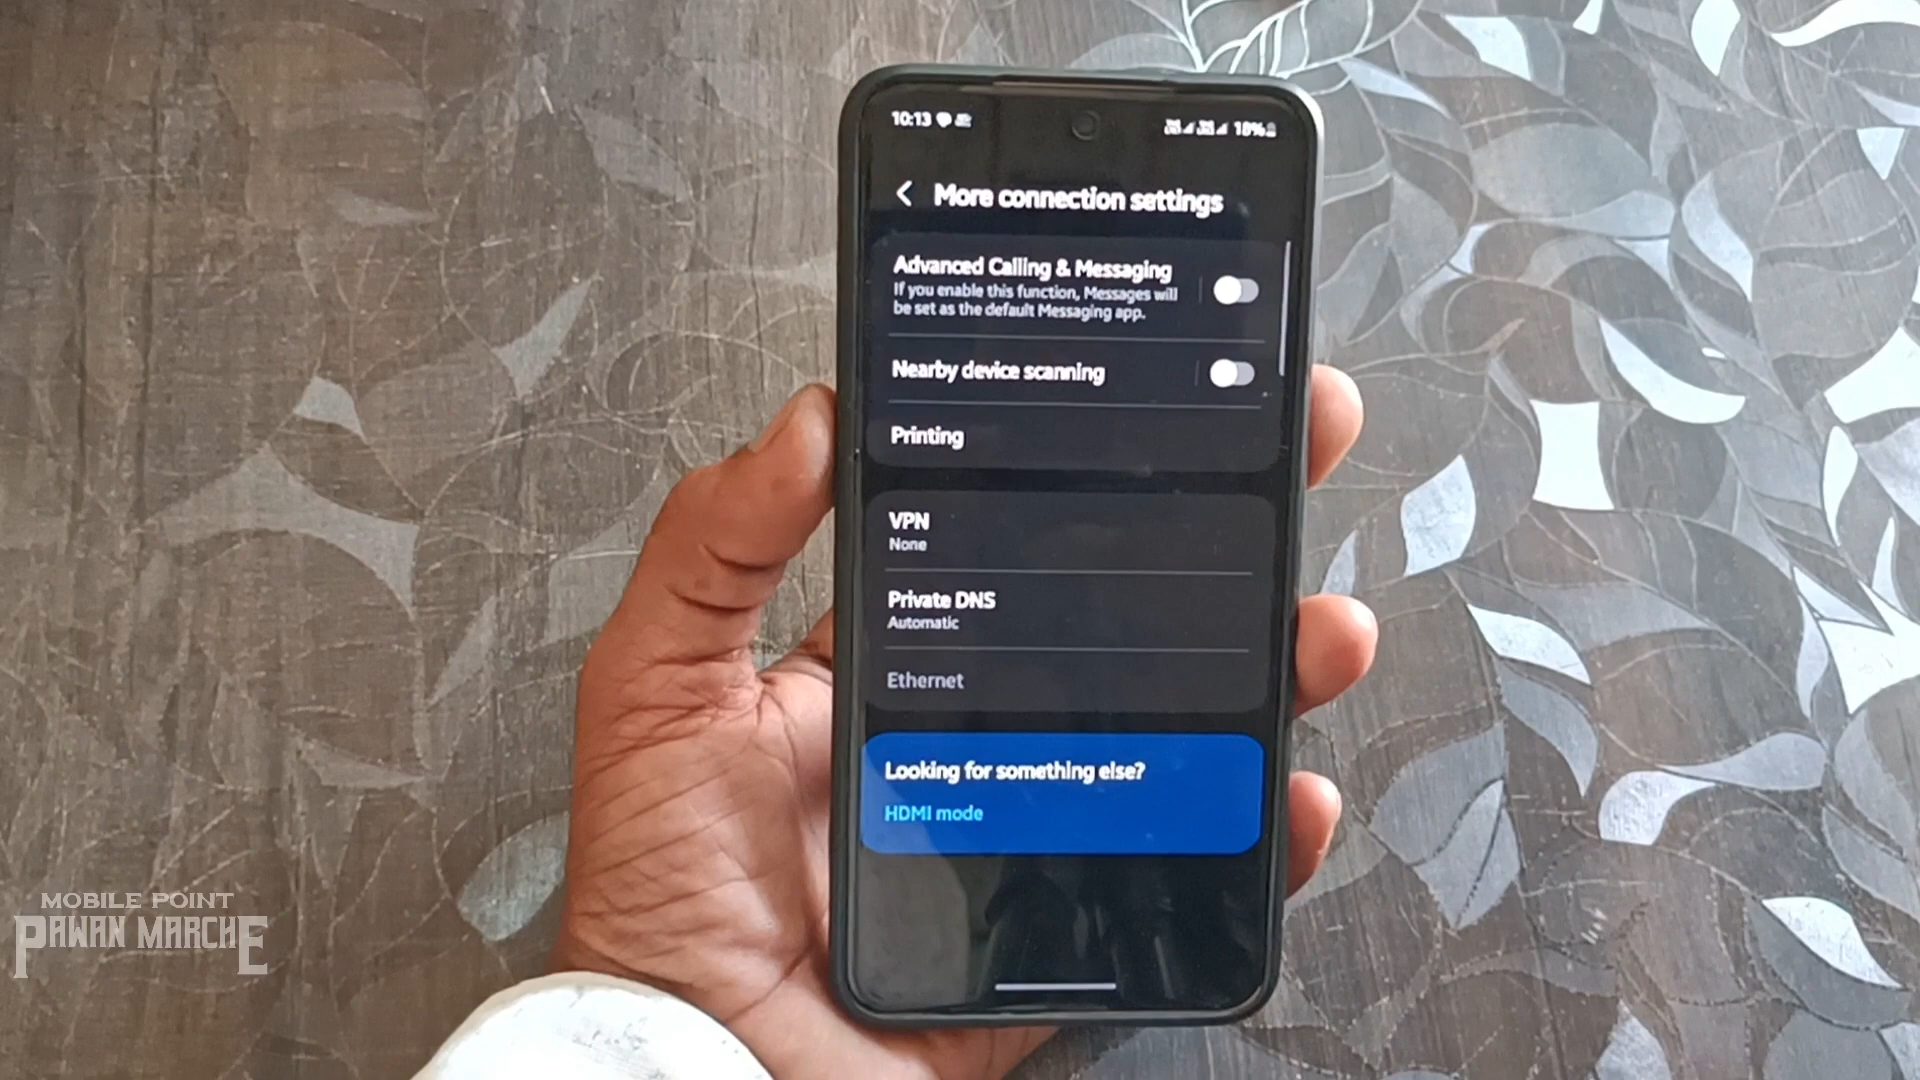 10:13
18%
More connection settings
Advanced Calling & Messaging
If you enable this function, Messages will
be set as the default Messaging app.
Nearby device scanning
Printing
VPN
None
Private DNS
Automatic
Ethernet
Looking for something else?
HDMI mode
MOBILE POINT
PAWAN MARCHE